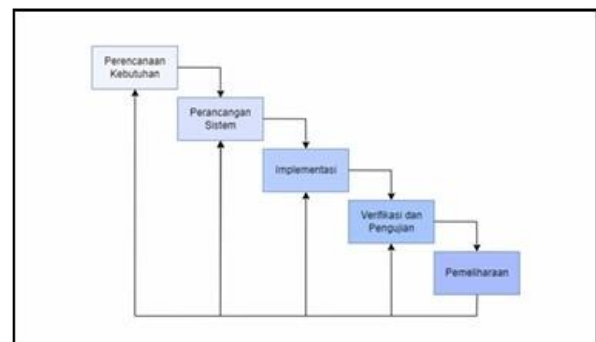 Perencanaan
Kebutuhan
Perancangan
Sistem
Implementasi
Verifikasi dan
Pengujian
Pemeliharaan